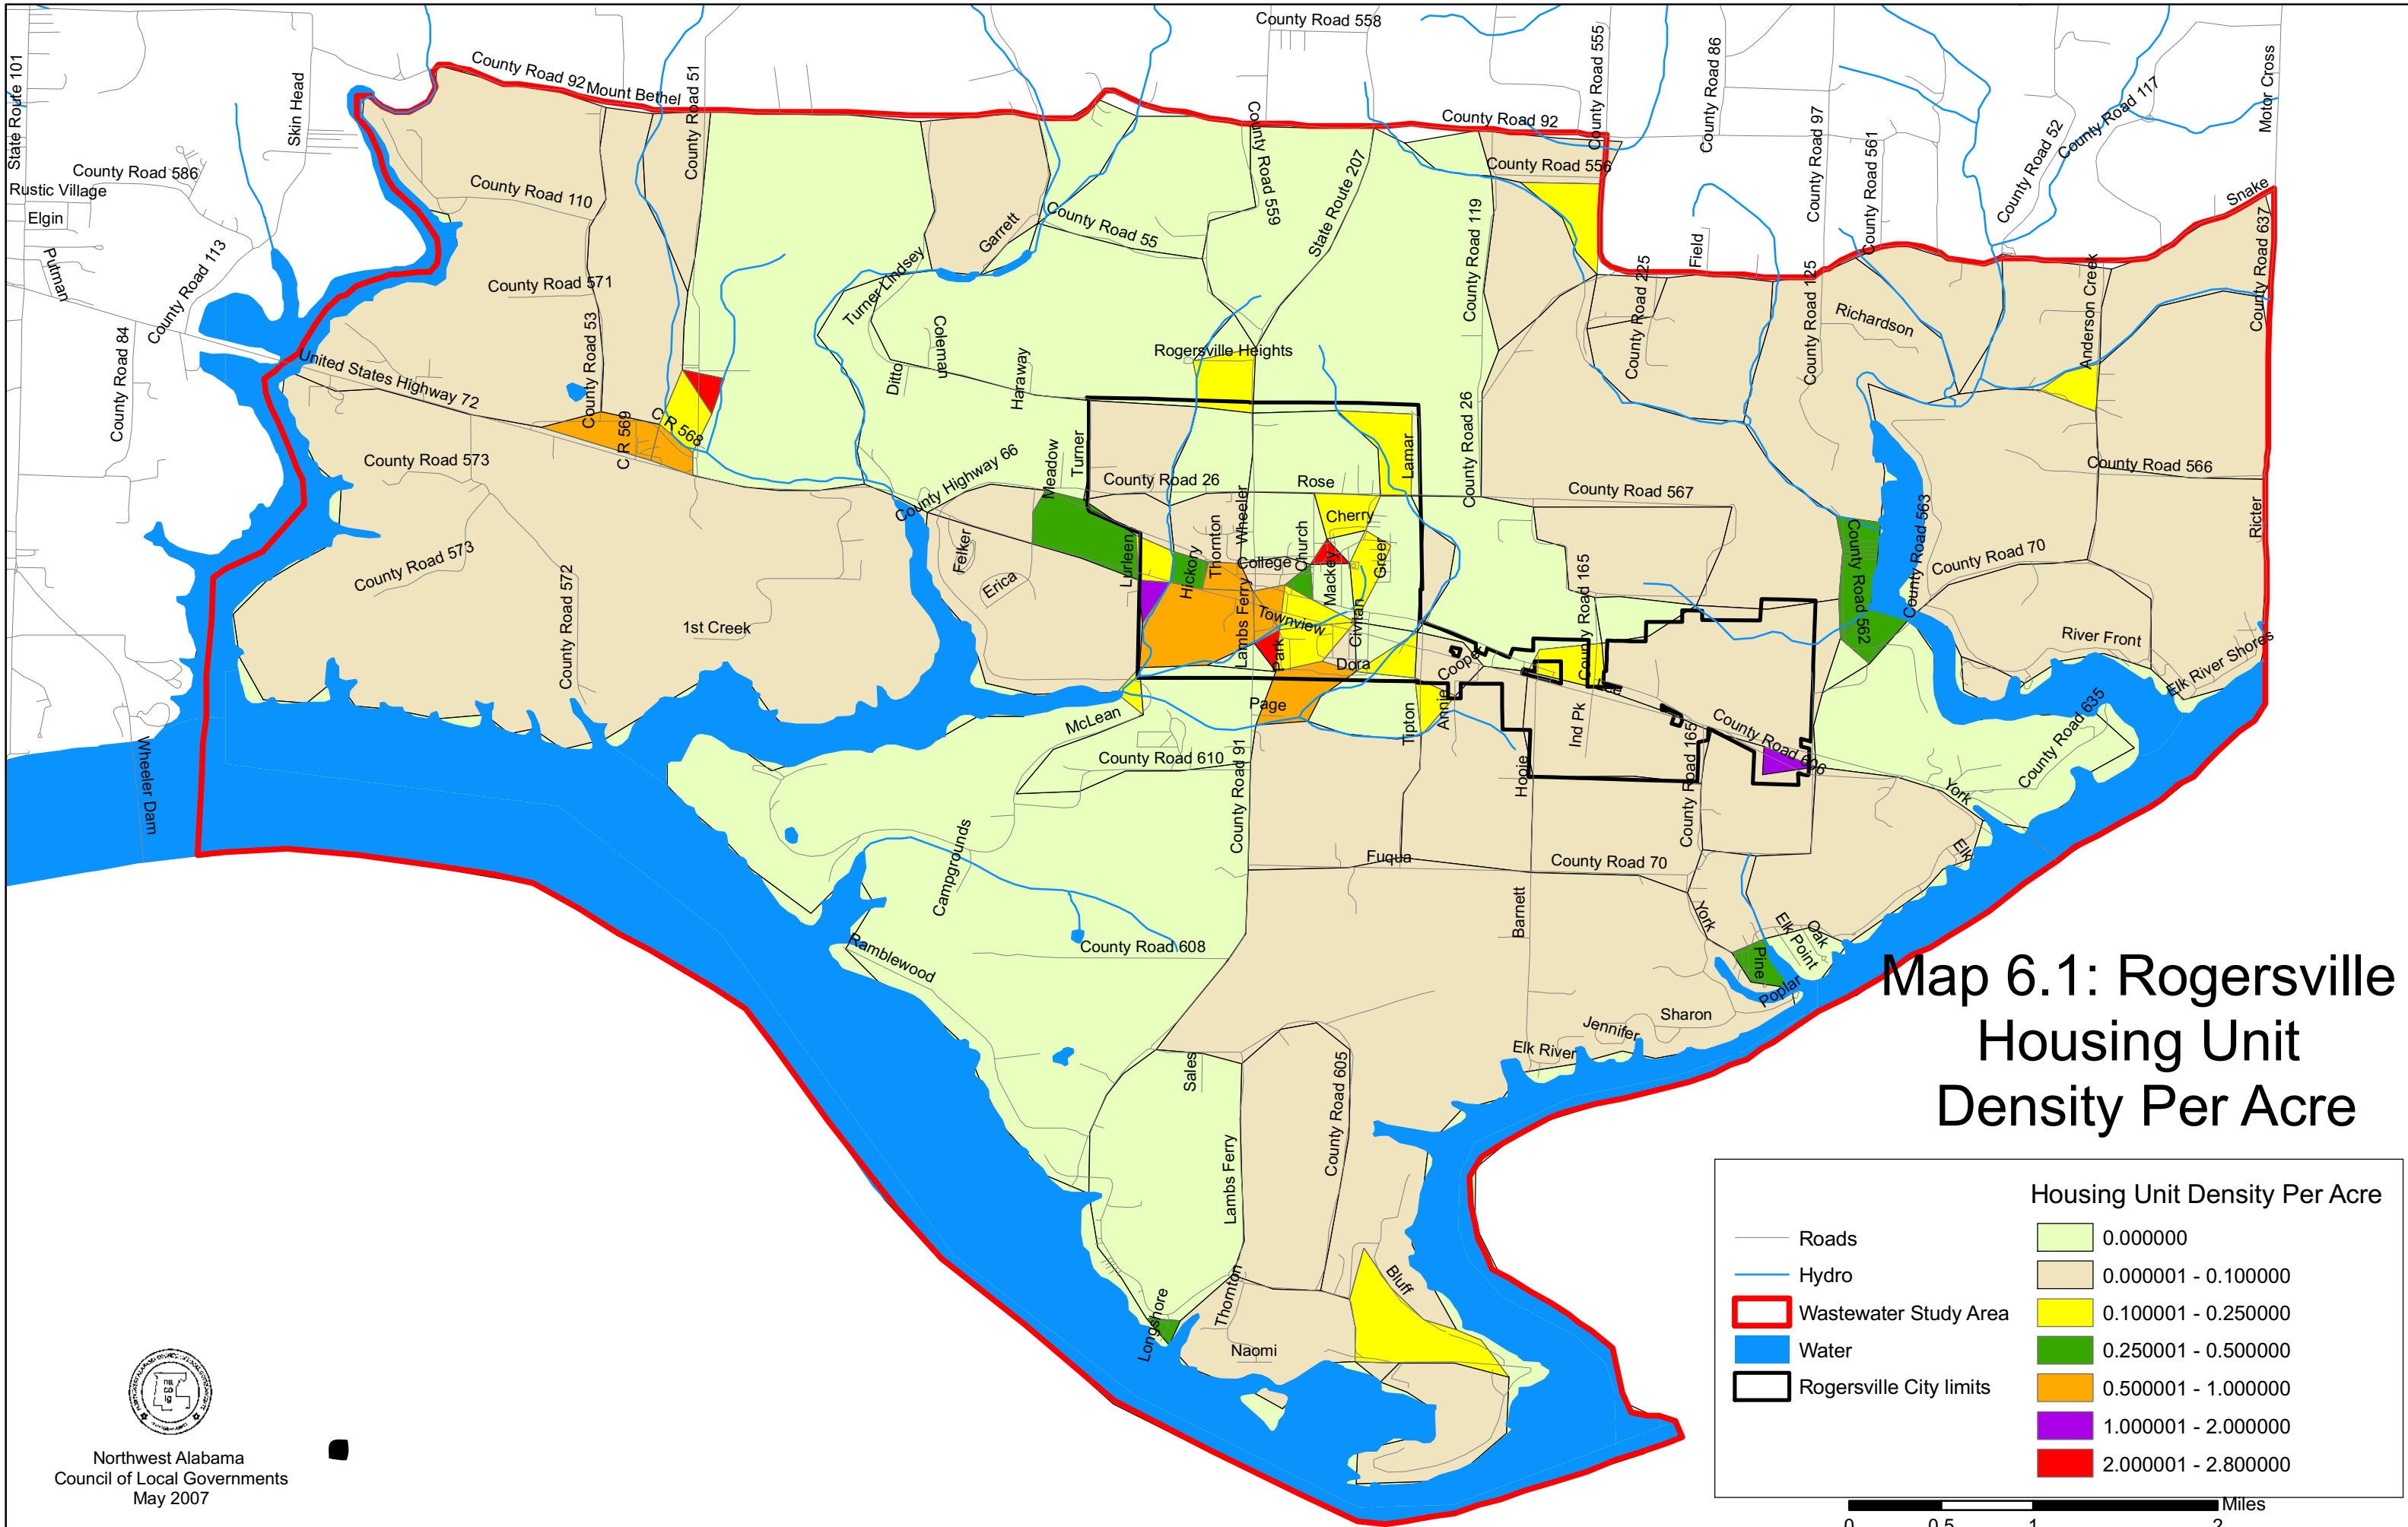 County Road 558
County Road 555
County Road 86
State Route 101
Skin Head
County Road 92
Mount Bethel
County Road 51
County Road 559
County Road 92
County Road 97
County Road 561
County Road 52
County Road 117
Motor Cross
County Road 586
Rustic Village
Elgin
Putman
County Road 113
County Road 84
County Road 110
County Road 571
County Road 53
United States Highway 72
C R 569
C R 568
County Road 573
County Road 573
County Road 572
1st Creek
Wheeler Dam
Garrett
Turner Lindsey
County Road 55
State Route 207
County Road 119
County Road 556
Field
County Road 225
County Road 125
Richardson
Anderson Creek
Snake
County Road 637
Ditto
Coleman
Haraway
Rogersville Heights
County Road 26
Lamar
Turner
Meadow
County Highway 66
County Road 26
Rose
County Road 567
County Road 566
Ricter
Felker
Erica
Lurleen
Hickory
Thornton
Wheeler
College
Church
Cherry
Mackey
Greer
Lambs Ferry
Townview
Park
Civitan
Dora
Cooper
Annie
Tipton
Page
McLean
County Road 610
County Road 91
County Road 165
Lee
Ind Pk
Hooie
County Road 165
County Road 606
County Road 562
County Road 563
County Road 70
River Front
Elk River Shores
County Road 635
York
Elk
Campgrounds
Ramblewood
County Road 608
Fuqua
County Road 70
Barnett
York
Pine
Elk Point
Oak
Poplar
Sharon
Jennifer
Elk River
Sales
Lambs Ferry
County Road 605
Thornton
Longshore
Naomi
Bluff
Map 6.1: Rogersville
Housing Unit
Density Per Acre
Roads
Hydro
Wastewater Study Area
Water
Rogersville City limits
Housing Unit Density Per Acre
0.000000
0.000001 - 0.100000
0.100001 - 0.250000
0.250001 - 0.500000
0.500001 - 1.000000
1.000001 - 2.000000
2.000001 - 2.800000
Miles
0 0.5 1 2
Northwest Alabama
Council of Local Governments
May 2007